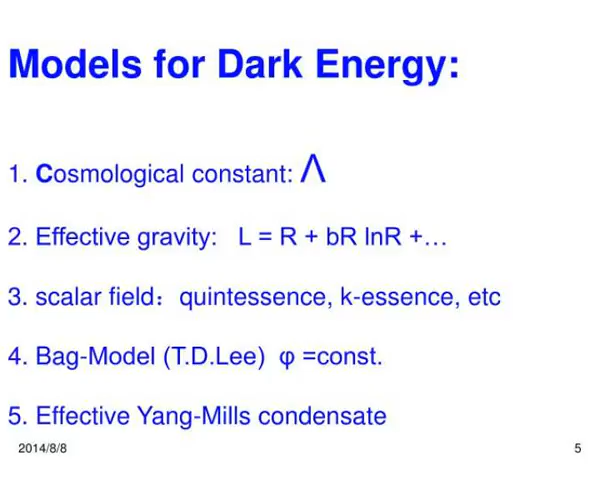 Models for Dark Energy:
1. Cosmological constant: Λ
2. Effective gravity: L = R + bR lnR +…
3. scalar field：quintessence, k-essence, etc
4. Bag-Model (T.D.Lee) φ =const.
5. Effective Yang-Mills condensate
2014/8/8 5